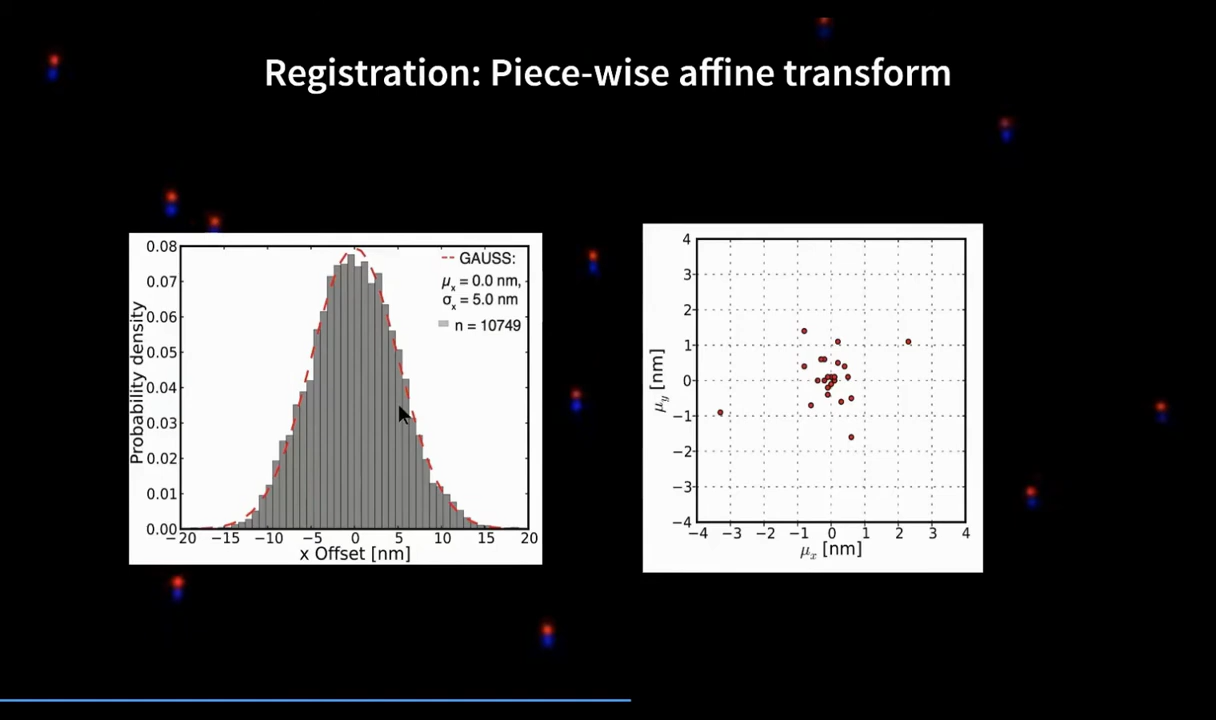 Registration: Piece-wise affine transform
0.08
0.07
0.06
0.05
0.04
0.03
0.02
0.01
0.00
Probability density
GAUSS:
μx = 0.0 nm,
σx = 5.0 nm
n = 10749
−20 −15 −10 −5 0 5 10 15 20
x Offset [nm]
4
3
2
1
0
−1
−2
−3
−4
μy [nm]
−4 −3 −2 −1 0 1 2 3 4
μx [nm]